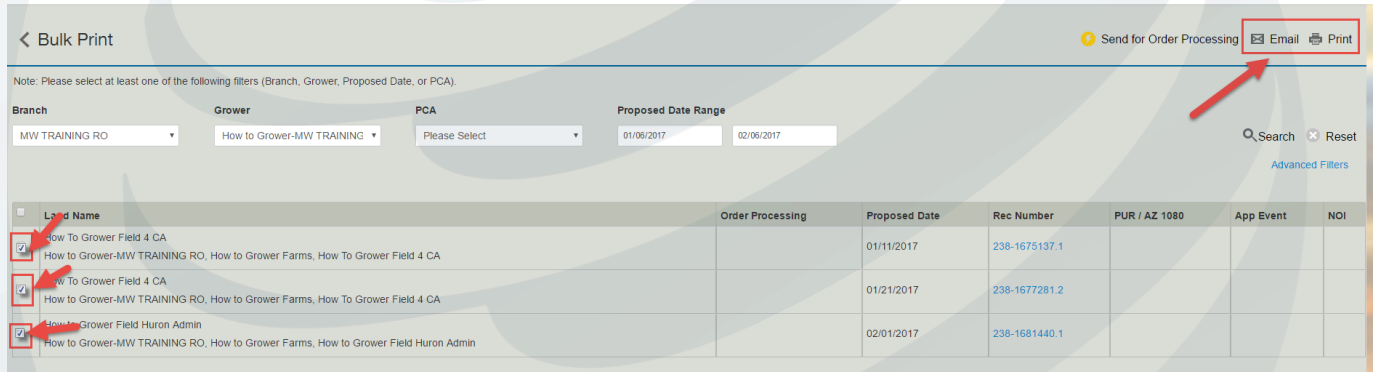 Bulk Print
Send for Order Processing Email Print
Note: Please select at least one of the following filters (Branch, Grower, Proposed Date, or PCA).
Branch Grower PCA Proposed Date Range
MW TRAINING RO How to Grower-MW TRAINING Please Select 01/06/2017 02/06/2017
Search Reset
Advanced Filters
Land Name Order Processing Proposed Date Rec Number PUR / AZ 1080 App Event NOI
How To Grower Field 4 CA
How to Grower-MW TRAINING RO, How to Grower Farms, How To Grower Field 4 CA
01/11/2017 238-1675137.1
How To Grower Field 4 CA
How to Grower-MW TRAINING RO, How to Grower Farms, How To Grower Field 4 CA
01/21/2017 238-1677281.2
How to Grower Field Huron Admin
How to Grower-MW TRAINING RO, How to Grower Farms, How to Grower Field Huron Admin
02/01/2017 238-1681440.1